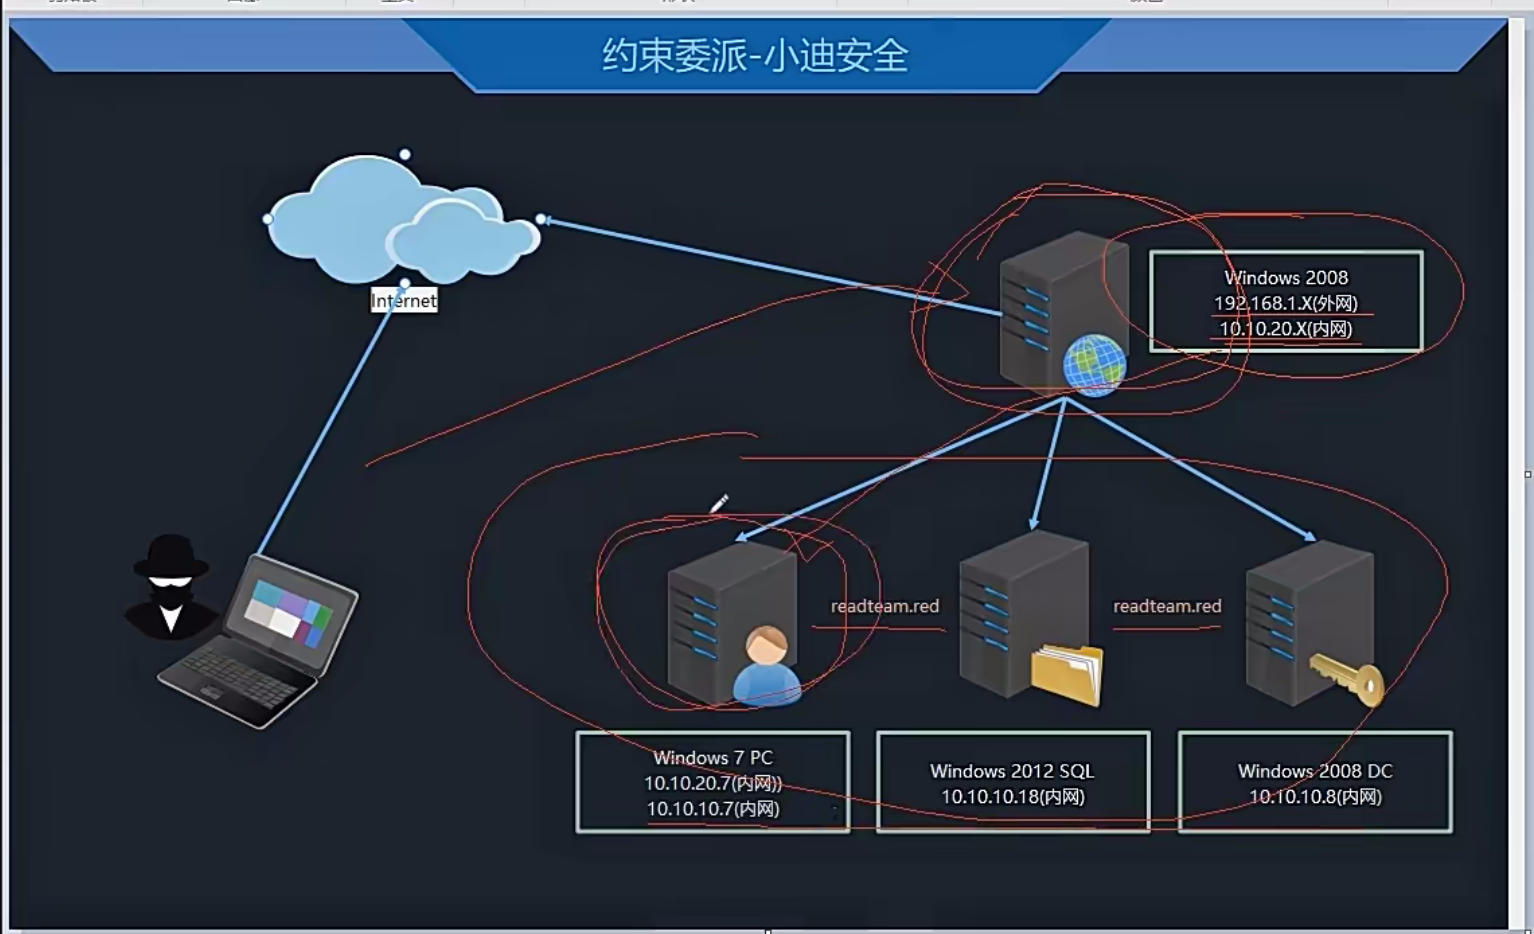 约束委派-小迪安全
Internet
Windows 2008
192.168.1.X(外网)
10.10.20.X(内网)
readteam.red
readteam.red
Windows 7 PC
10.10.20.7(内网))
10.10.10.7(内网)
Windows 2012 SQL
10.10.10.18(内网)
Windows 2008 DC
10.10.10.8(内网)